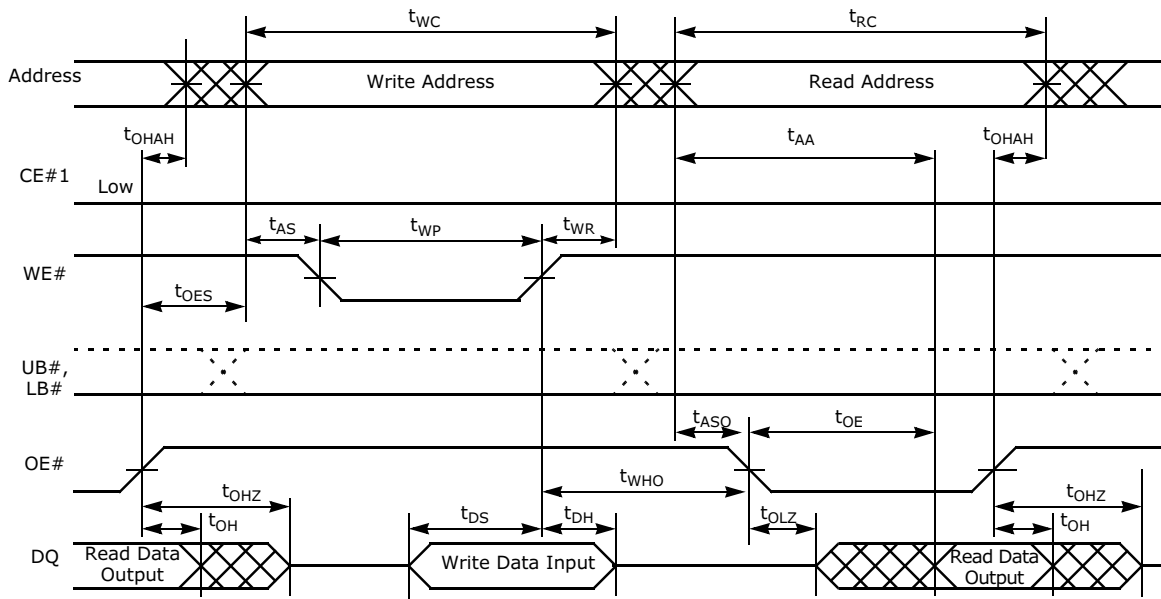 tWC
tRC
Address
Write Address
Read Address
tOHAH
tAA
tOHAH
CE#1
Low
tAS
tWP
tWR
WE#
tOES
UB#,
LB#
tASO
tOE
OE#
tOHZ
tWHO
tOHZ
tOH
tDS
tDH
tOLZ
tOH
DQ
Read Data
Output
Write Data Input
Read Data
Output